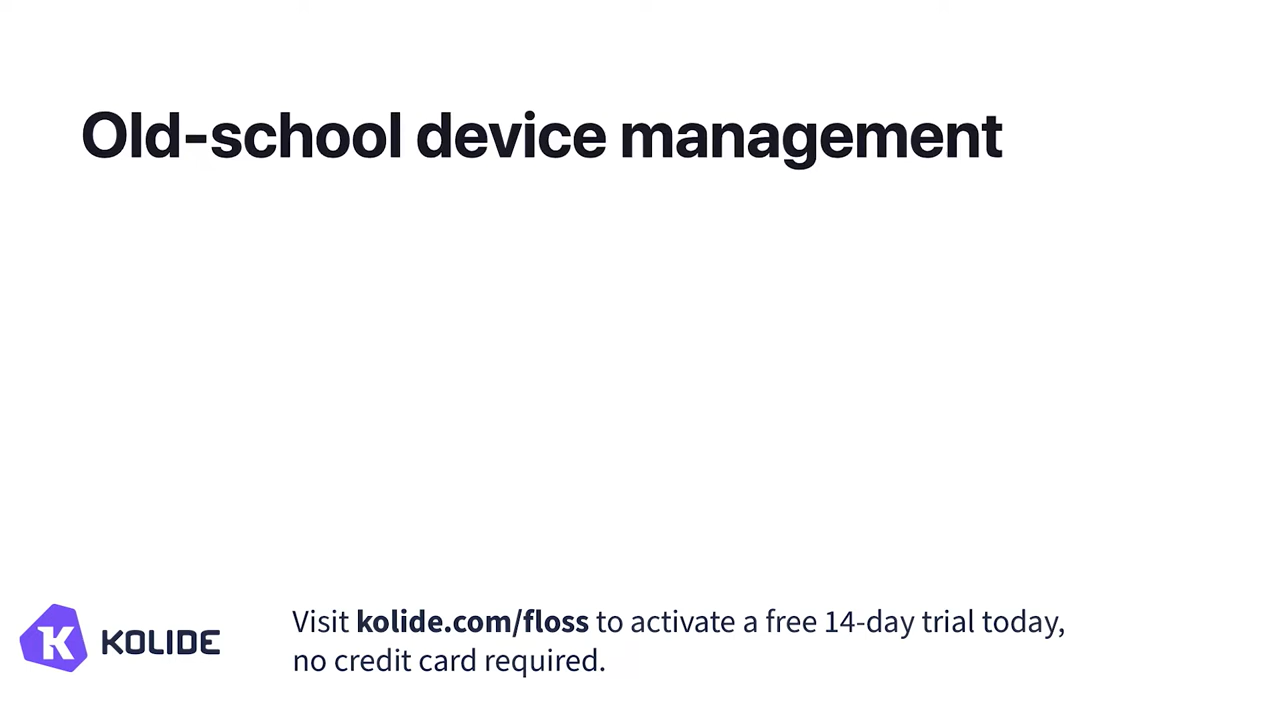 Old-school device management
KOLIDE
Visit kolide.com/floss to activate a free 14-day trial today,
no credit card required.